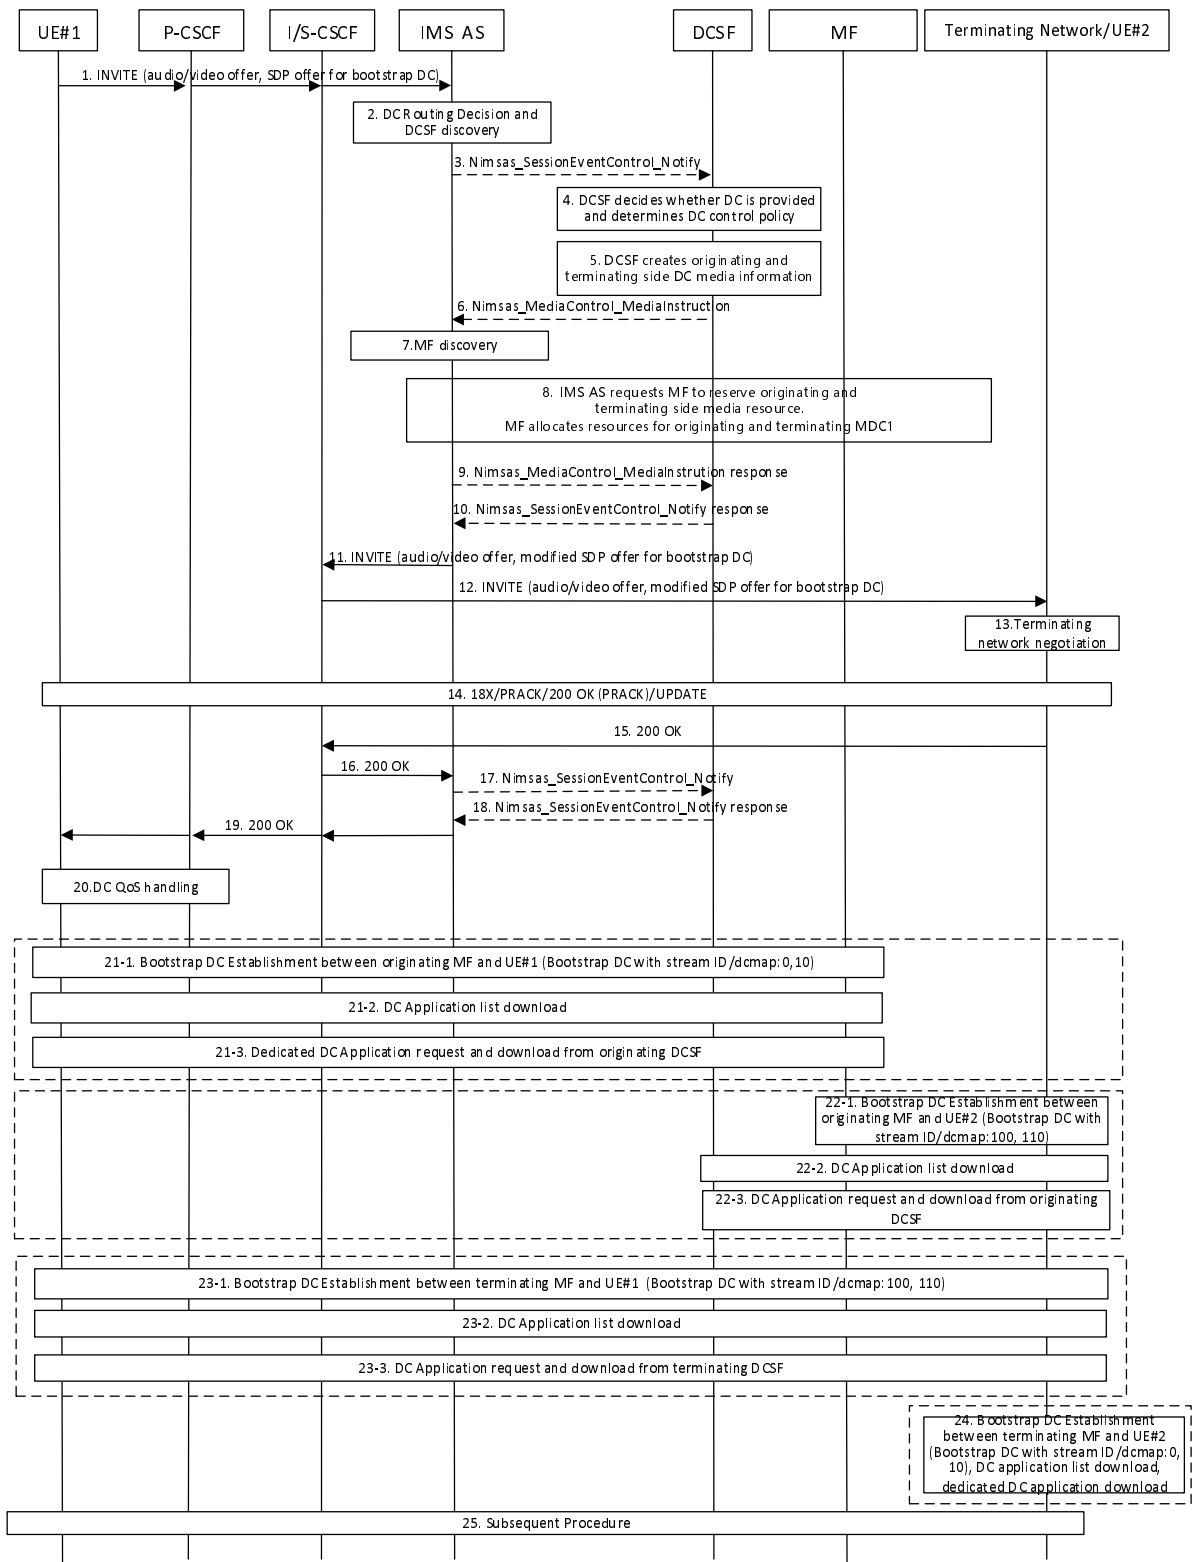 UE#1
P-CSCF
I/S-CSCF
IMS AS
DCSF
MF
Terminating Network/UE#2
1. INVITE (audio/video offer, SDP offer for bootstrap DC)
2. DC Routing Decision and
DCSF discovery
3. Nimsas_SessionEventControl_Notify
4. DCSF decides whether DC is provided
and determines DC control policy
5. DCSF creates originating and
terminating side DC media information
6. Nimsas_MediaControl_MediaInstruction
7.MF discovery
8. IMS AS requests MF to reserve originating and
terminating side media resource.
MF allocates resources for originating and terminating MDC1
9. Nimsas_MediaControl_MediaInstrution response
10. Nimsas_SessionEventControl_Notify response
11. INVITE (audio/video offer, modified SDP offer for bootstrap DC)
12. INVITE (audio/video offer, modified SDP offer for bootstrap DC)
13.Terminating
network negotiation
14. 18X/PRACK/200 OK (PRACK)/UPDATE
15. 200 OK
16. 200 OK
17. Nimsas_SessionEventControl_Notify
18. Nimsas_SessionEventControl_Notify response
19. 200 OK
20.DC QoS handling
21-1. Bootstrap DC Establishment between originating MF and UE#1 (Bootstrap DC with stream ID/dcmap: 0,10)
21-2. DC Application list download
21-3. Dedicated DC Application request and download from originating DCSF
22-1. Bootstrap DC Establishment between
originating MF and UE#2 (Bootstrap DC with
stream ID/dcmap: 100, 110)
22-2. DC Application list download
22-3. DC Application request and download from originating
DCSF
23-1. Bootstrap DC Establishment between terminating MF and UE#1 (Bootstrap DC with stream ID/dcmap: 100, 110)
23-2. DC Application list download
23-3. DC Application request and download from terminating DCSF
24. Bootstrap DC Establishment
between terminating MF and UE#2
(Bootstrap DC with stream ID/dcmap: 0,
10), DC application list download,
dedicated DC application download
25. Subsequent Procedure